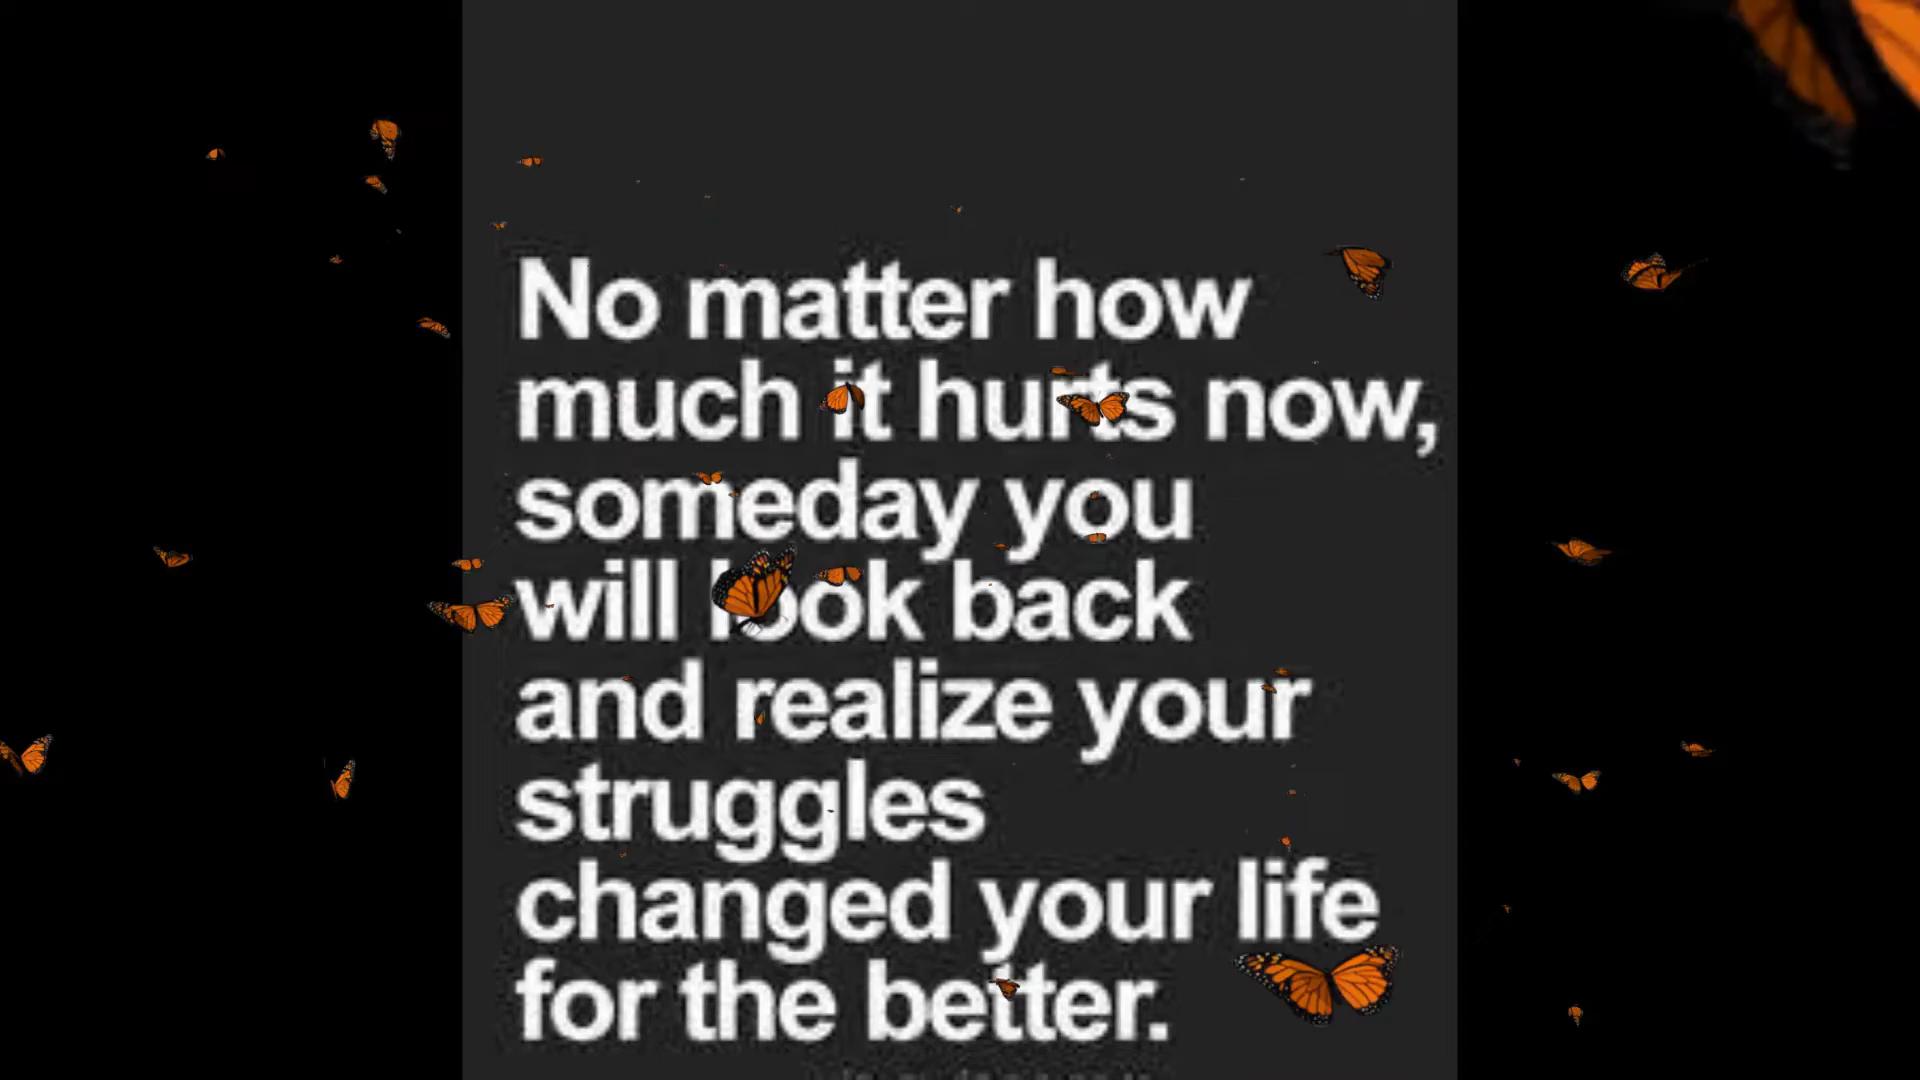 No matter how
much it hurts now,
someday you
will look back
and realize your
struggles
changed your life
for the better.